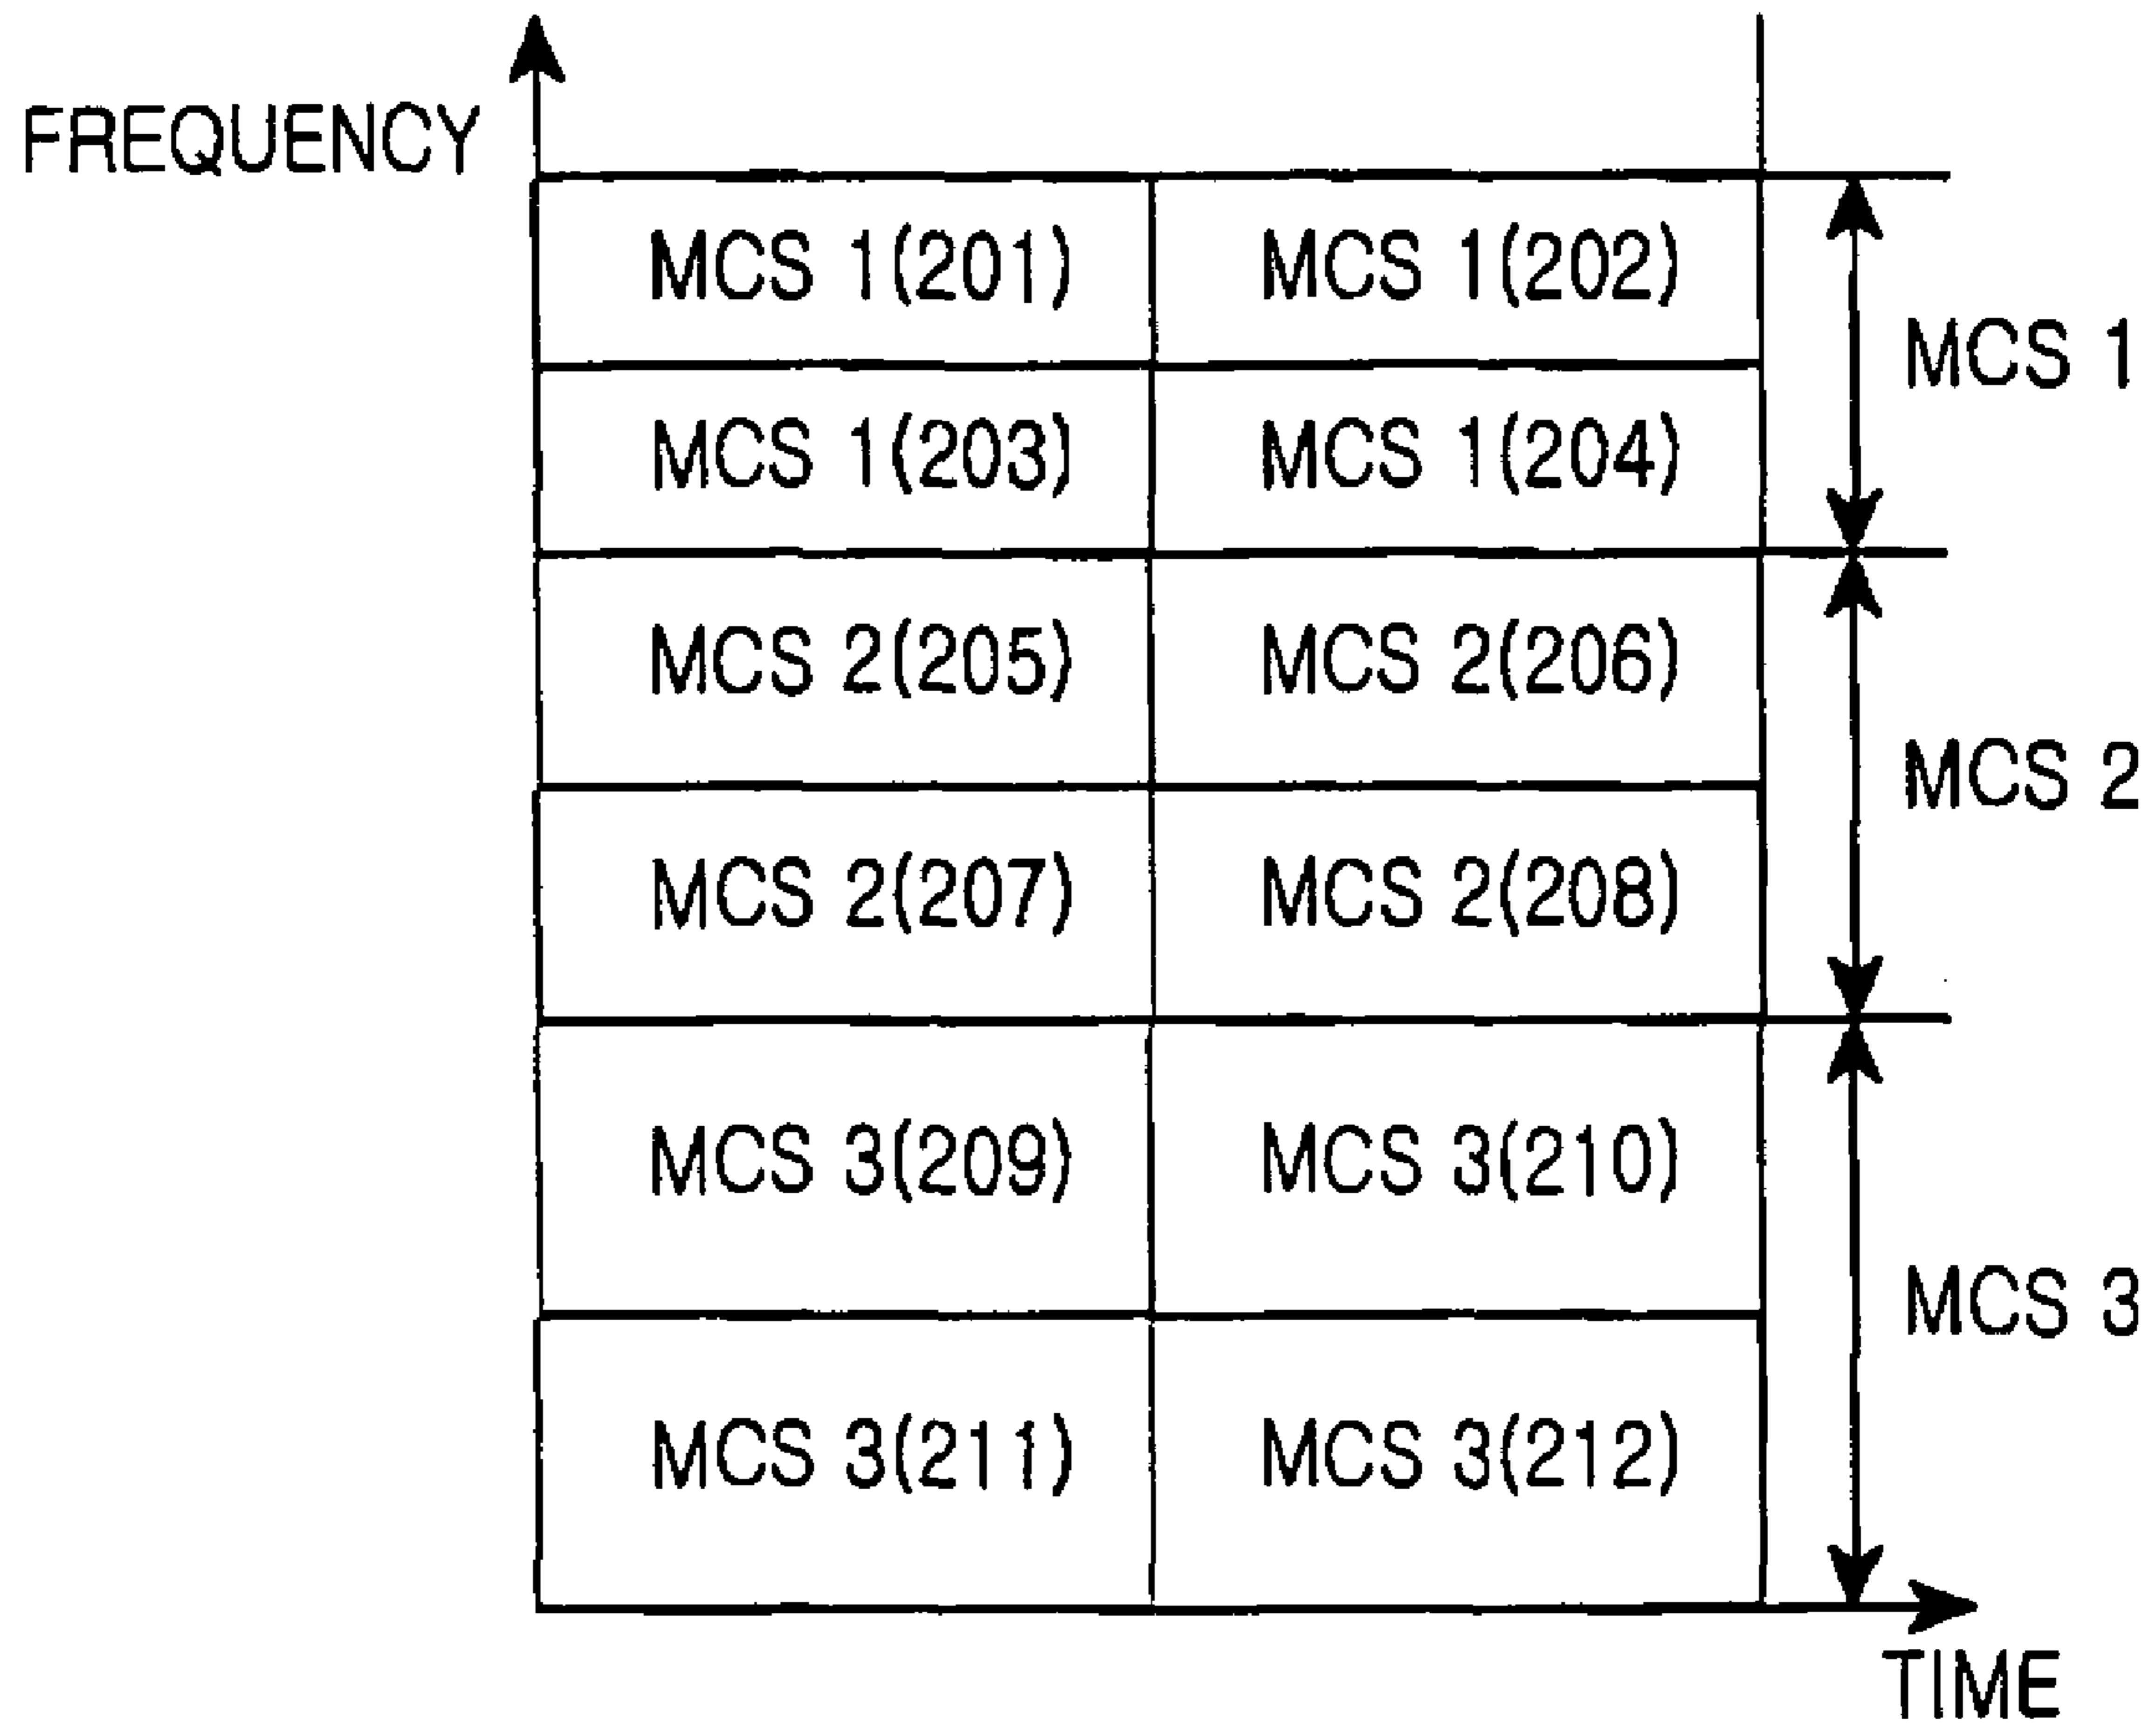 FREQUENCY
MCS 1(201) MCS 1(202)
MCS 1
MCS 1(203) MCS 1(204)
MCS 2(205) MCS 2(206)
MCS 2
MCS 2(207) MCS 2(208)
MCS 3(209) MCS 3(210)
MCS 3
MCS 3(211) MCS 3(212)
TIME